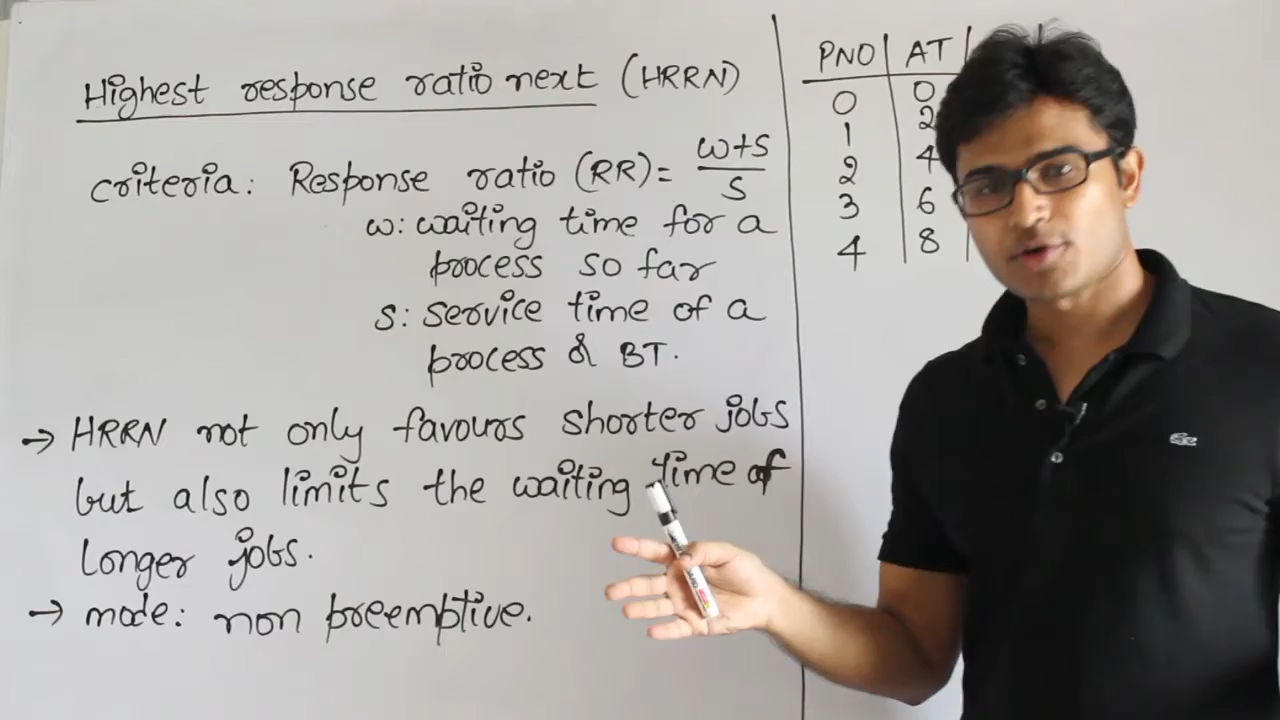 Highest response ratio next (HRRN)
criteria: Response ratio (RR) = w+s/s
w: waiting time for a
process so far
s: service time of a
process & BT.
→ HRRN not only favours shorter jobs
but also limits the waiting time of
longer jobs.
→ mode: non preemptive.
PNO AT
0 0
1 2
2 4
3 6
4 8